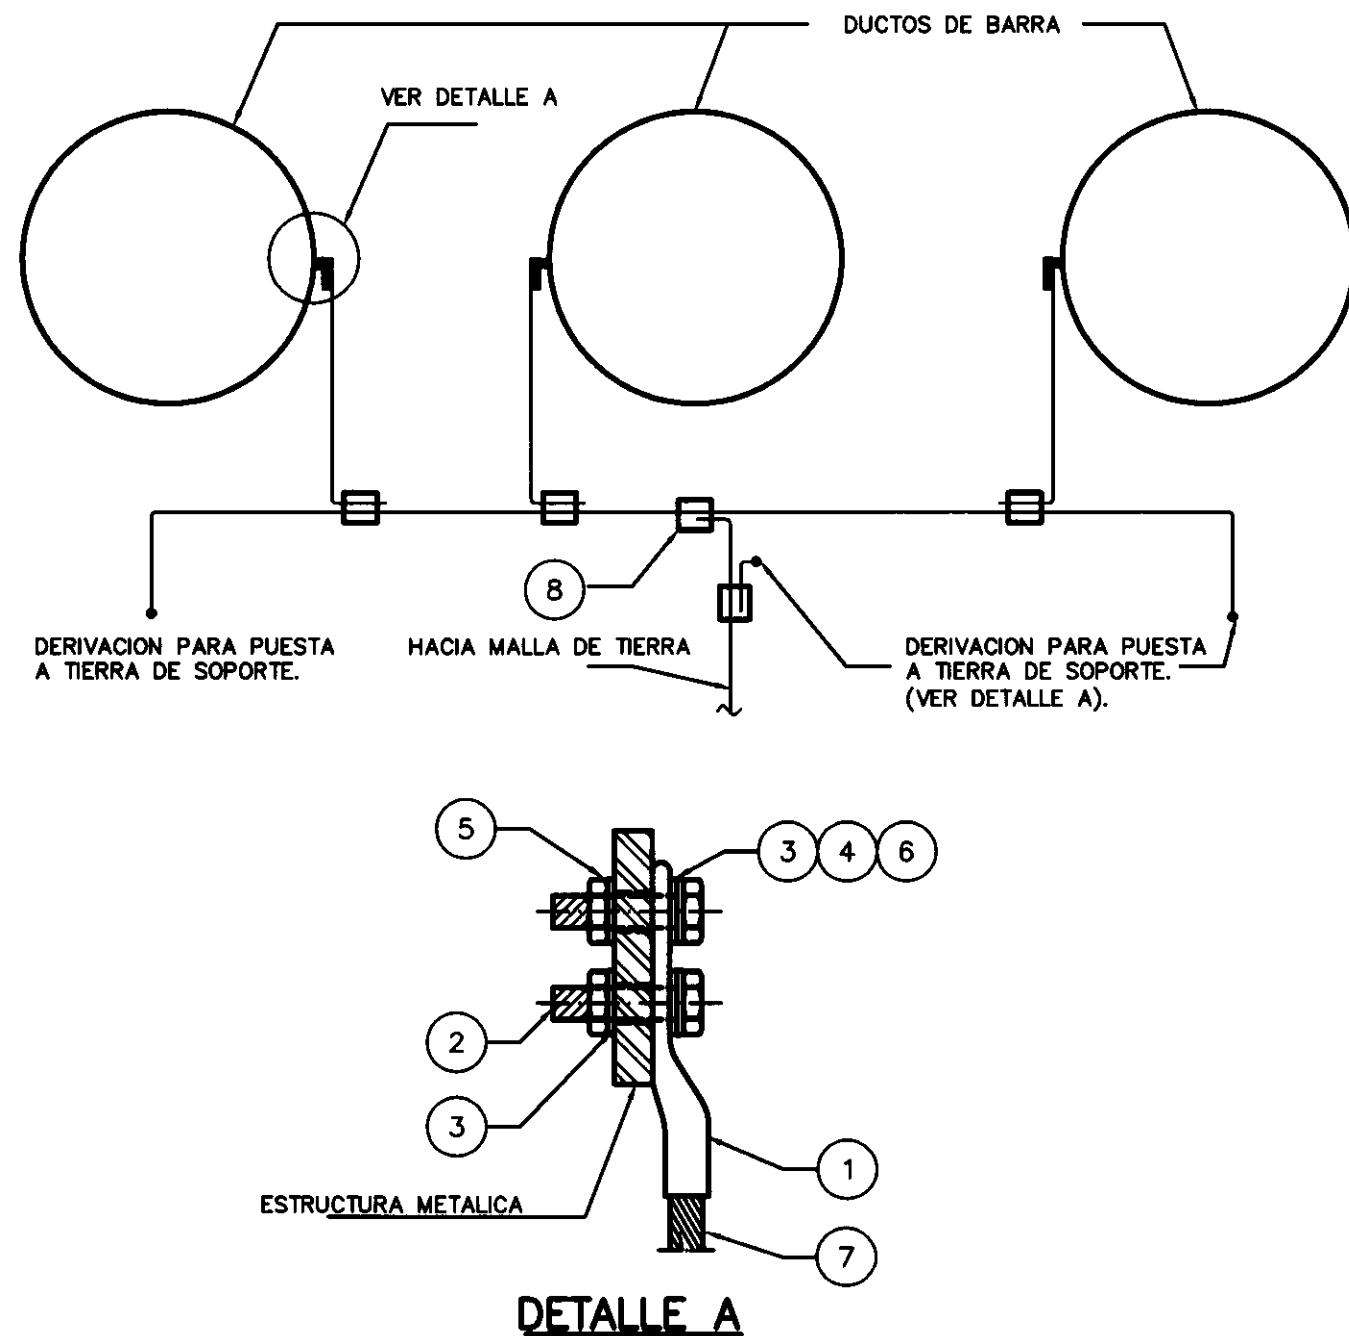 DUCTOS DE BARRA
VER DETALLE A
8
DERIVACION PARA PUESTA
A TIERRA DE SOPORTE.
HACIA MALLA DE TIERRA
DERIVACION PARA PUESTA
A TIERRA DE SOPORTE.
(VER DETALLE A).
5
3 4 6
2
3
1
ESTRUCTURA METALICA
7
DETALLE A